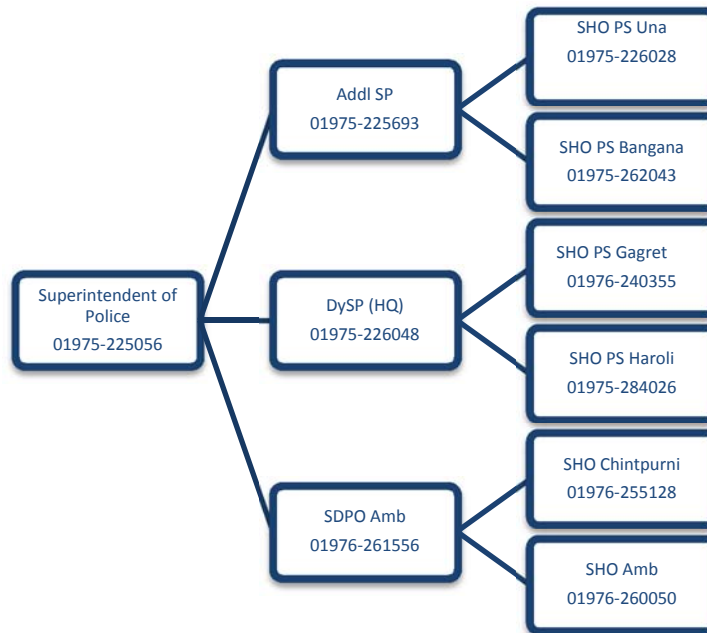 Superintendent of
Police
01975-225056
Addl SP
01975-225693
DySP (HQ)
01975-226048
SDPO Amb
01976-261556
SHO PS Una
01975-226028
SHO PS Bangana
01975-262043
SHO PS Gagret
01976-240355
SHO PS Haroli
01975-284026
SHO Chintpurni
01976-255128
SHO Amb
01976-260050